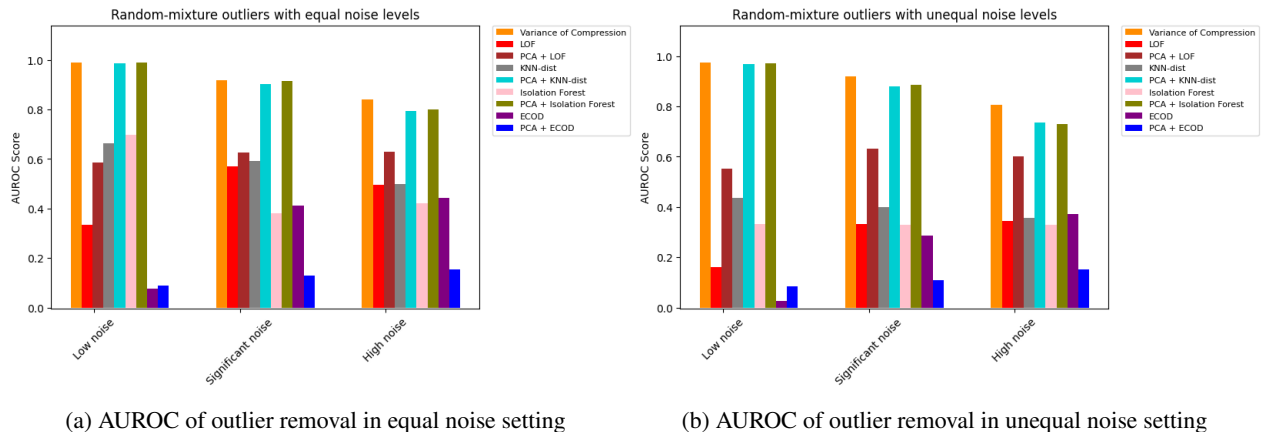 Random-mixture outliers with equal noise levels
AUROC Score
1.0
0.8
0.6
0.4
0.2
0.0
Low noise
Significant noise
High noise
Variance of Compression
LOF
PCA + LOF
KNN-dist
PCA + KNN-dist
Isolation Forest
PCA + Isolation Forest
ECOD
PCA + ECOD
(a) AUROC of outlier removal in equal noise setting
Random-mixture outliers with unequal noise levels
AUROC Score
1.0
0.8
0.6
0.4
0.2
0.0
Low noise
Significant noise
High noise
Variance of Compression
LOF
PCA + LOF
KNN-dist
PCA + KNN-dist
Isolation Forest
PCA + Isolation Forest
ECOD
PCA + ECOD
(b) AUROC of outlier removal in unequal noise setting